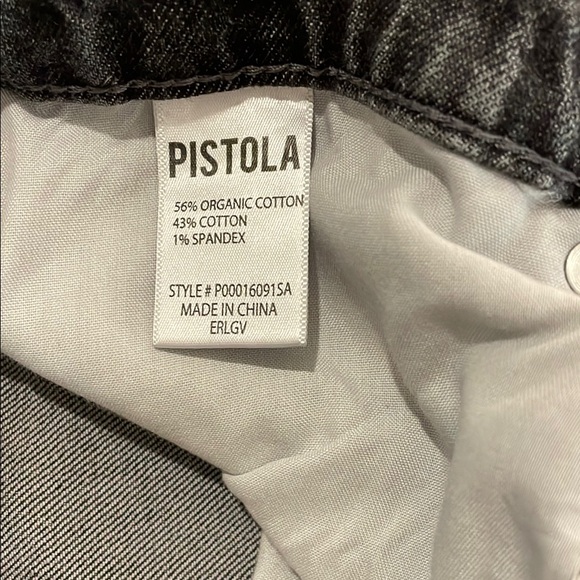 PISTOLA
56% ORGANIC COTTON
43% COTTON
1% SPANDEX
STYLE # P00016091SA
MADE IN CHINA
ERLGV